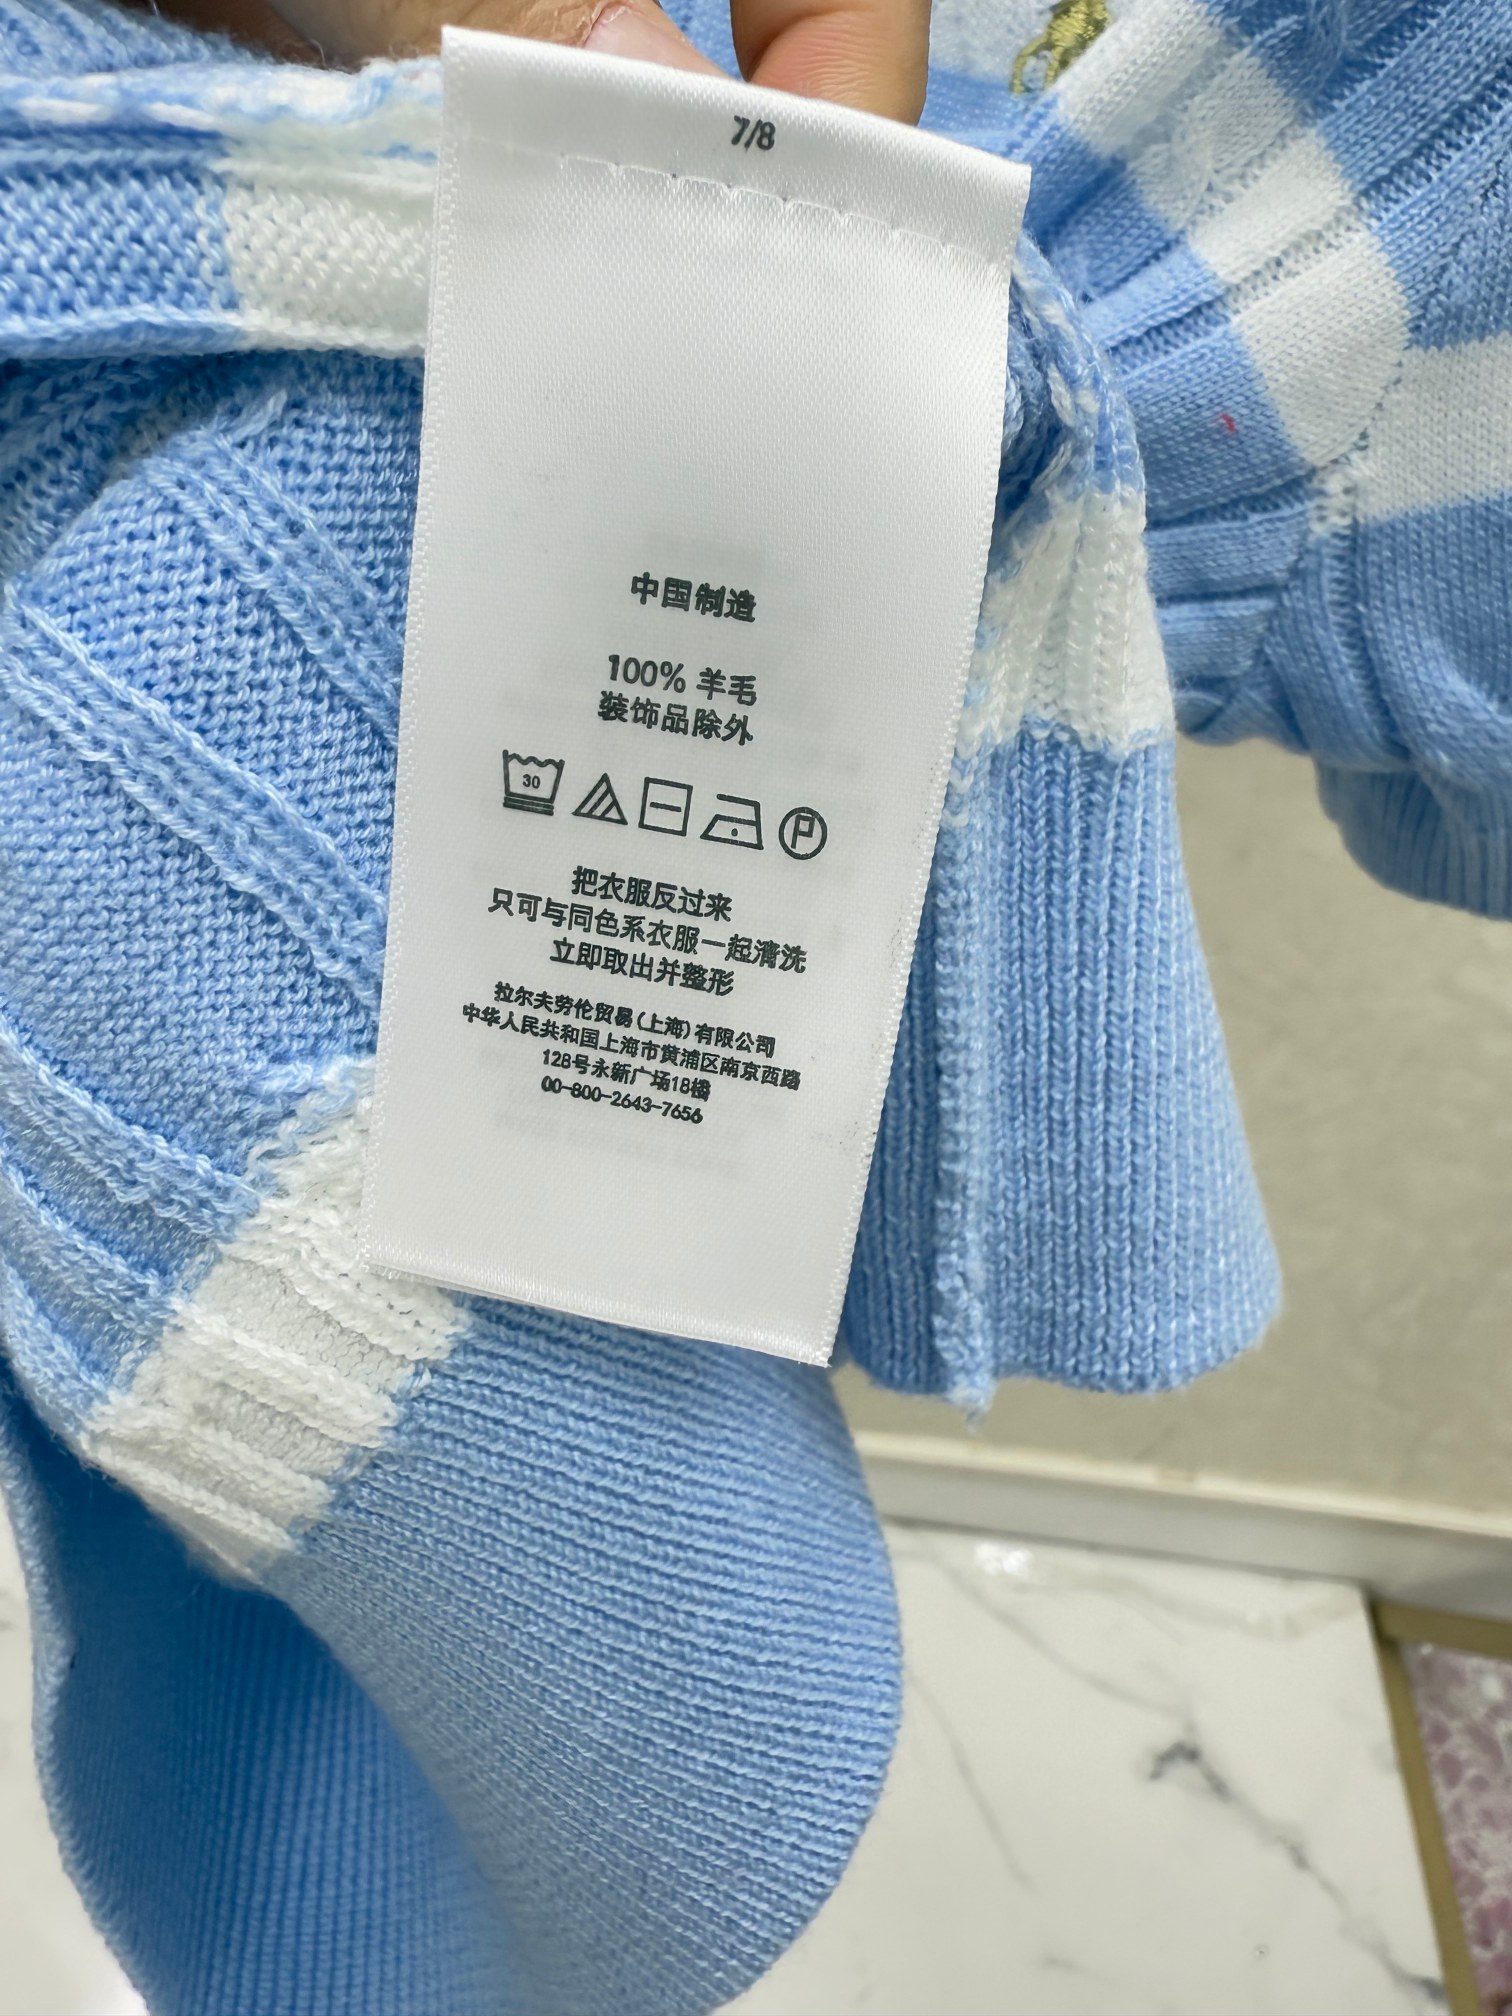 7/8
中国制造
100% 羊毛
装饰品除外
30
P
把衣服反过来
只可与同色系衣服一起清洗
立即取出并整形
拉尔夫劳伦贸易(上海)有限公司
中华人民共和国上海市黄浦区南京西路
128号永新广场18楼
00-800-2643-7656